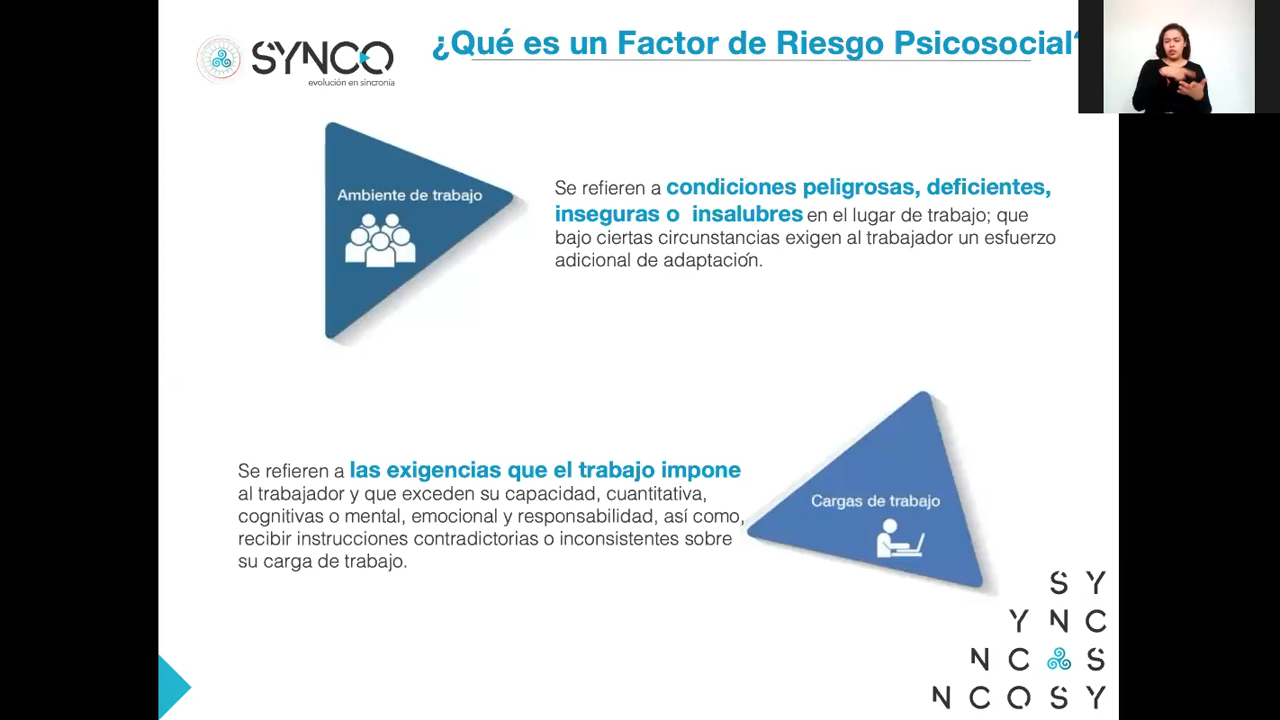 SYNCO
evolución en sincronía
¿Qué es un Factor de Riesgo Psicosocial?
Ambiente de trabajo
Se refieren a condiciones peligrosas, deficientes,
inseguras o insalubres en el lugar de trabajo; que
bajo ciertas circunstancias exigen al trabajador un esfuerzo
adicional de adaptación.
Se refieren a las exigencias que el trabajo impone
al trabajador y que exceden su capacidad, cuantitativa,
cognitivas o mental, emocional y responsabilidad, así como,
recibir instrucciones contradictorias o inconsistentes sobre
su carga de trabajo.
Cargas de trabajo
S Y
Y N C
N C S
N C O S Y